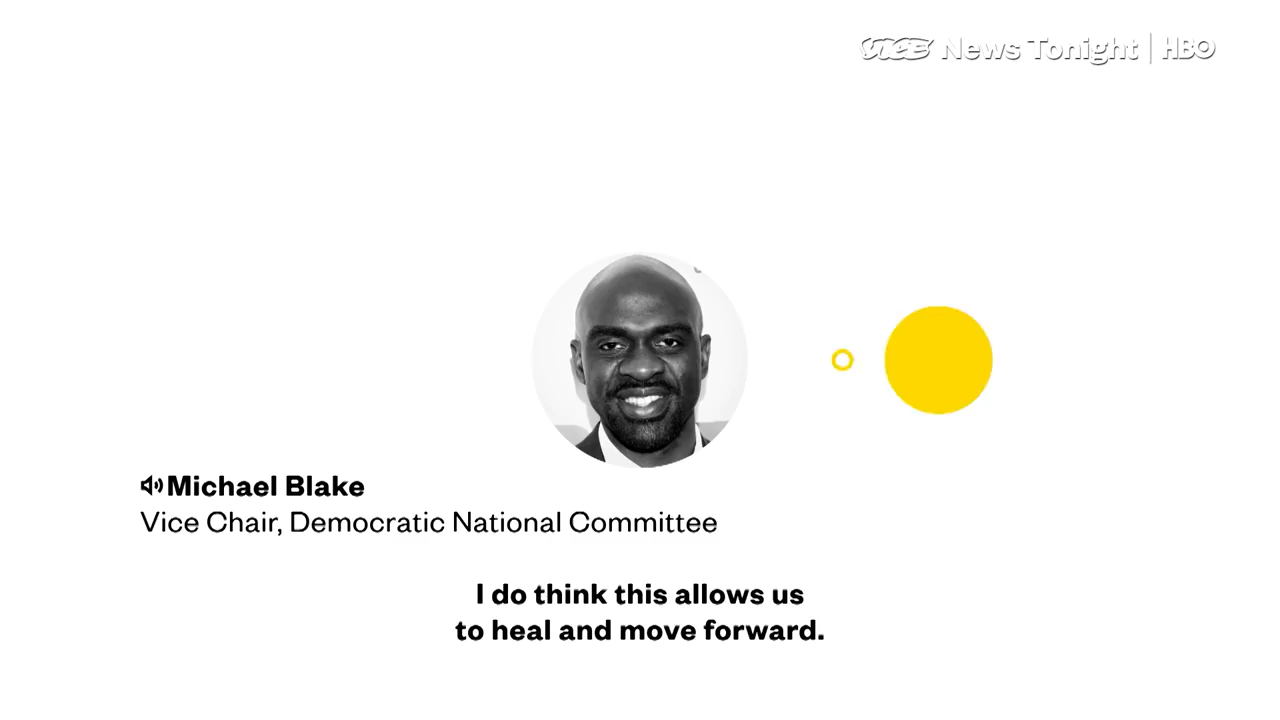 VICE News Tonight | HBO
Michael Blake
Vice Chair, Democratic National Committee
I do think this allows us
to heal and move forward.